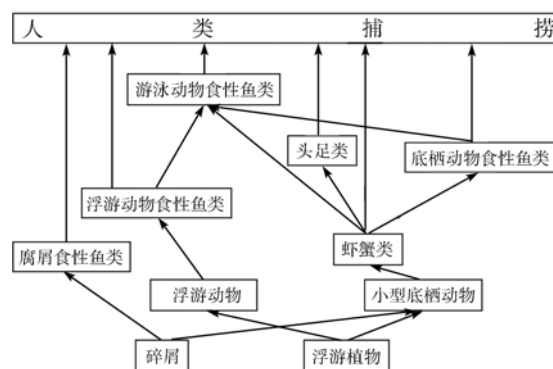 人类捕捞
游泳动物食性鱼类
头足类
底栖动物食性鱼类
浮游动物食性鱼类
虾蟹类
腐屑食性鱼类
浮游动物
小型底栖动物
碎屑
浮游植物